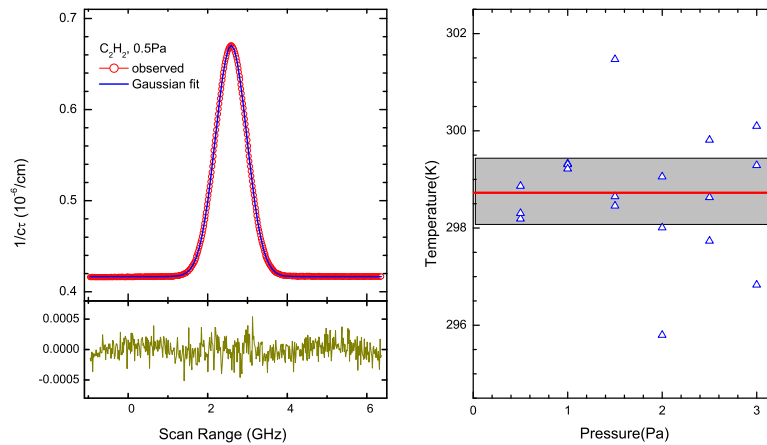 0.7
0.6
0.5
0.4
1/cτ (10⁻⁶/cm)
C₂H₂, 0.5Pa
observed
Gaussian fit
0.0005
0.0000
-0.0005
0 2 4 6
Scan Range (GHz)
302
300
298
296
Temperature(K)
0 1 2 3
Pressure(Pa)